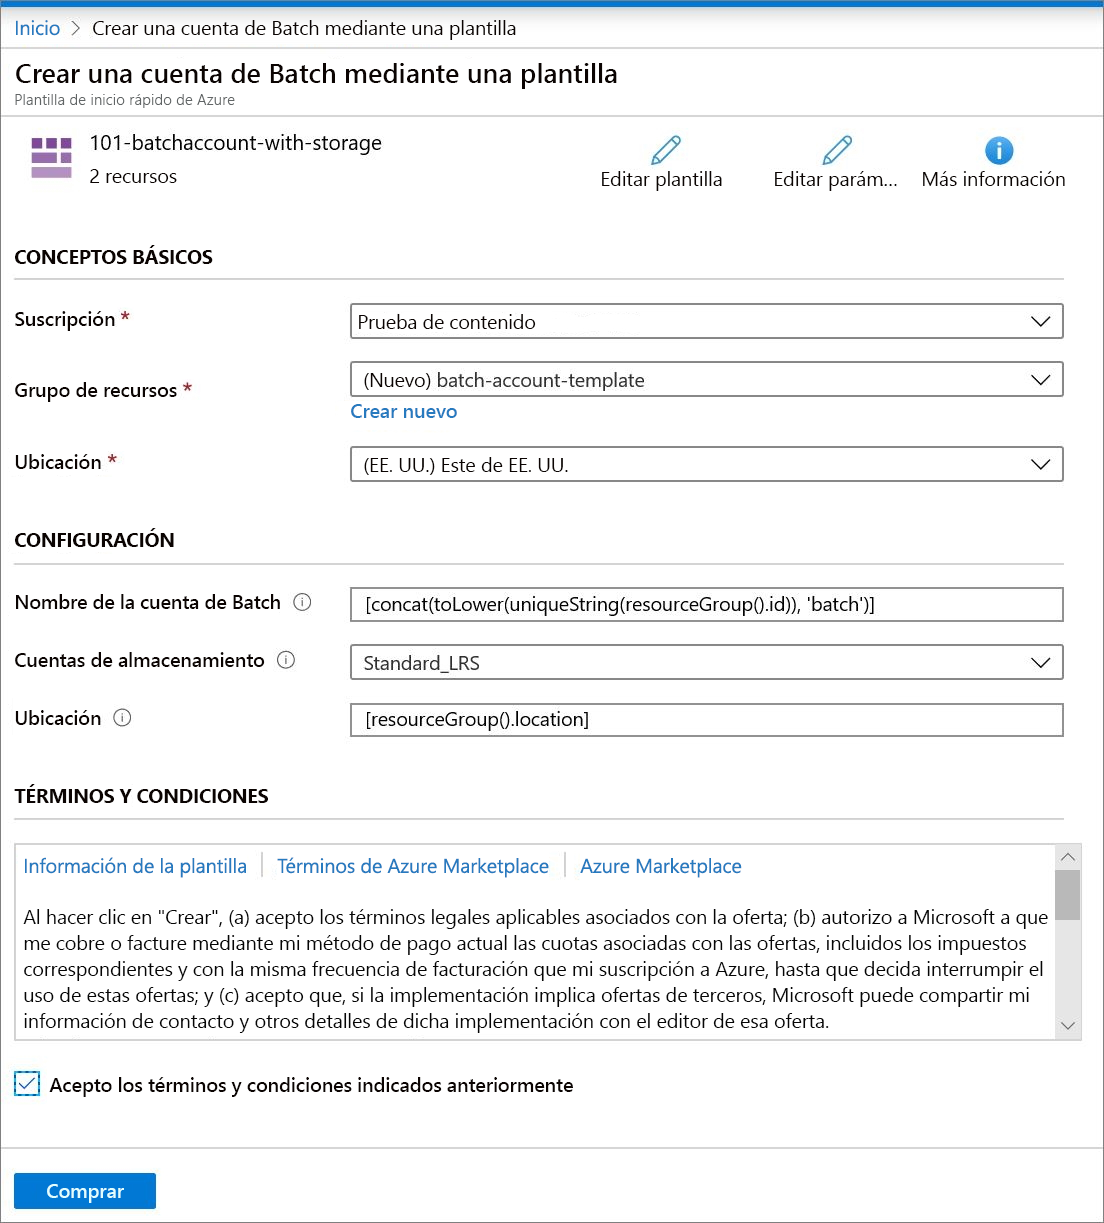 Inicio > Crear una cuenta de Batch mediante una plantilla
Crear una cuenta de Batch mediante una plantilla
Plantilla de inicio rápido de Azure
101-batchaccount-with-storage
2 recursos
Editar plantilla
Editar parám...
Más información
CONCEPTOS BÁSICOS
Suscripción *
Prueba de contenido
Grupo de recursos *
(Nuevo) batch-account-template
Crear nuevo
Ubicación *
(EE. UU.) Este de EE. UU.
CONFIGURACIÓN
Nombre de la cuenta de Batch
[concat(toLower(uniqueString(resourceGroup().id)), 'batch')]
Cuentas de almacenamiento
Standard_LRS
Ubicación
[resourceGroup().location]
TÉRMINOS Y CONDICIONES
Información de la plantilla | Términos de Azure Marketplace | Azure Marketplace
Al hacer clic en "Crear", (a) acepto los términos legales aplicables asociados con la oferta; (b) autorizo a Microsoft a que
me cobre o facture mediante mi método de pago actual las cuotas asociadas con las ofertas, incluidos los impuestos
correspondientes y con la misma frecuencia de facturación que mi suscripción a Azure, hasta que decida interrumpir el
uso de estas ofertas; y (c) acepto que, si la implementación implica ofertas de terceros, Microsoft puede compartir mi
información de contacto y otros detalles de dicha implementación con el editor de esa oferta.
Acepto los términos y condiciones indicados anteriormente
Comprar